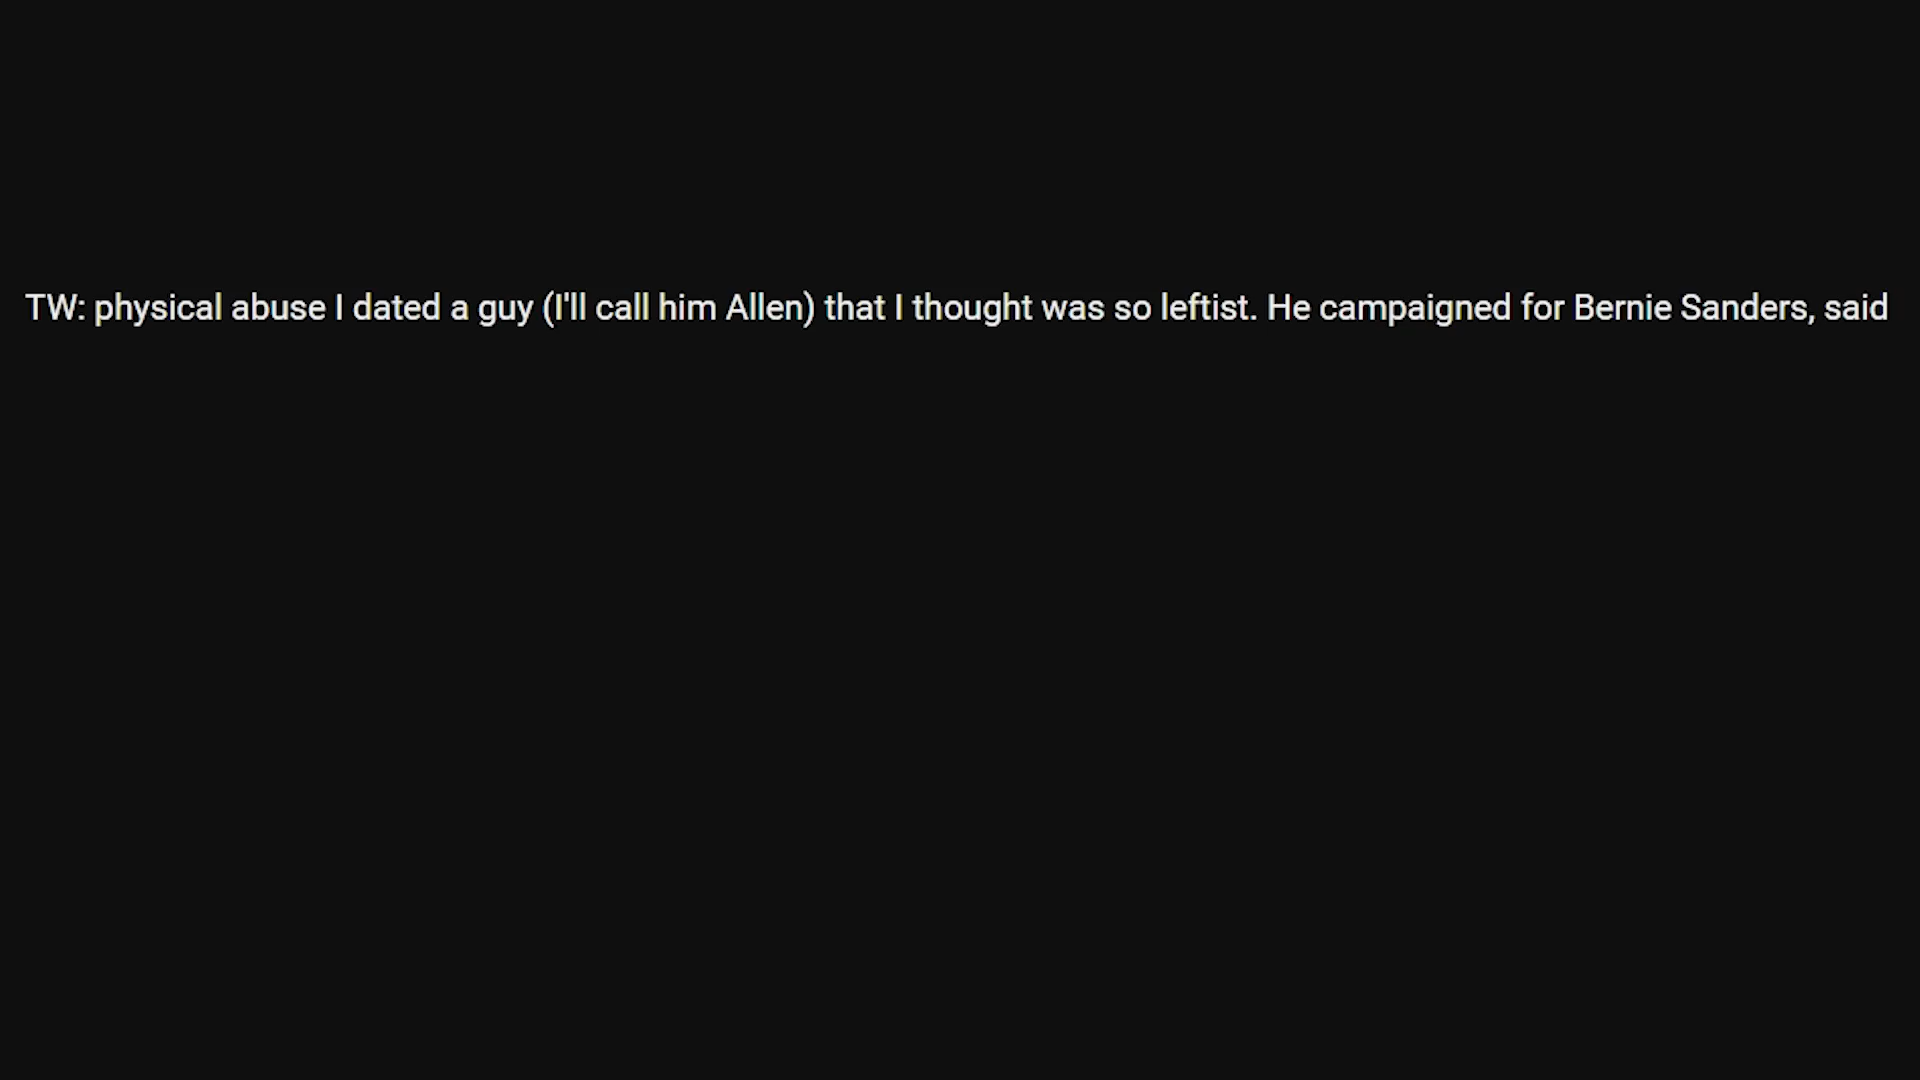 TW: physical abuse I dated a guy (I'll call him Allen) that I thought was so leftist. He campaigned for Bernie Sanders, said